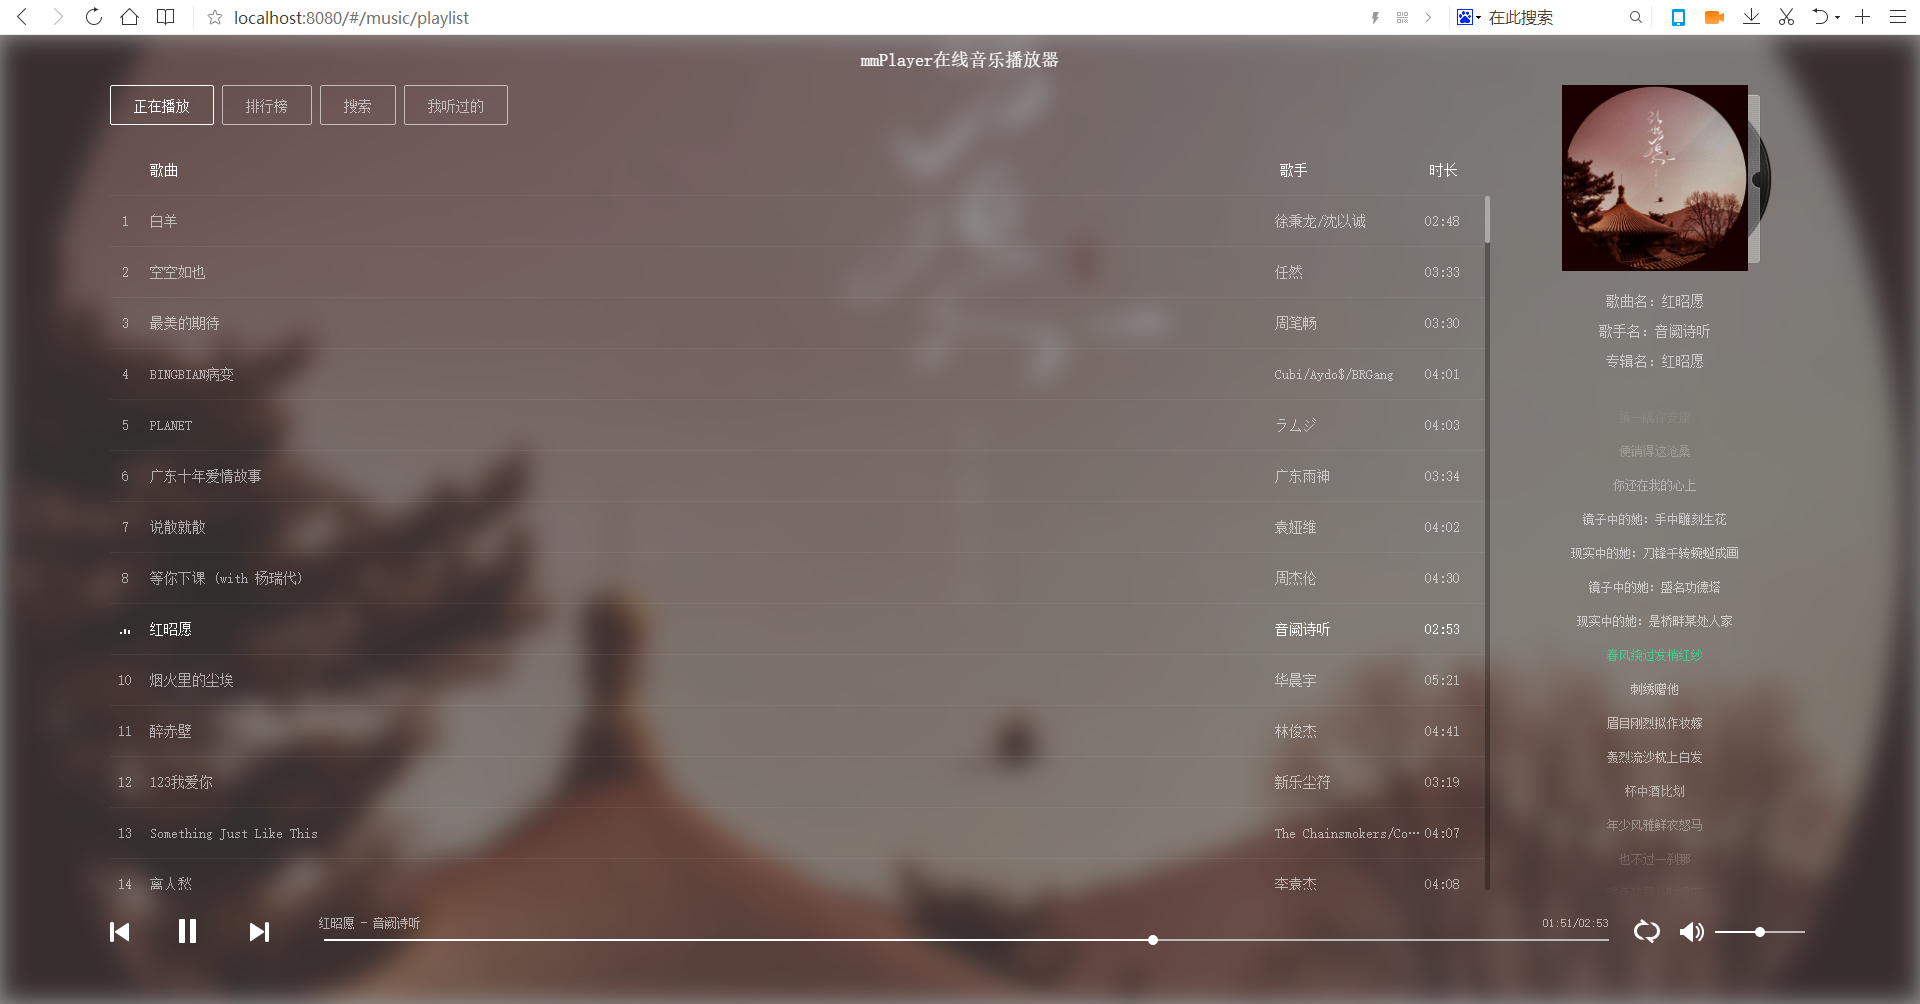 localhost:8080/#/music/playlist
在此搜索
mmPlayer在线音乐播放器
正在播放 排行榜 搜索 我听过的
歌曲 歌手 时长
1 白羊 徐秉龙/沈以诚 02:48
2 空空如也 任然 03:33
3 最美的期待 周笔畅 03:30
4 BINGBIAN病变 Cubi/Aydo$/BRGang 04:01
5 PLANET ラムジ 04:03
6 广东十年爱情故事 广东雨神 03:34
7 说散就散 袁娅维 04:02
8 等你下课 (with 杨瑞代) 周杰伦 04:30
红昭愿 音阙诗听 02:53
10 烟火里的尘埃 华晨宇 05:21
11 醉赤壁 林俊杰 04:41
12 123我爱你 新乐尘符 03:19
13 Something Just Like This The Chainsmokers/Co… 04:07
14 离人愁 李袁杰 04:08
歌曲名：红昭愿
歌手名：音阙诗听
专辑名：红昭愿
便销得这沧桑
你还在我的心上
镜子中的她：手中雕刻生花
现实中的她：刀锋千转蜿蜒成画
镜子中的她：盛名功德塔
现实中的她：是桥畔某处人家
春风绕过发梢红纱
刺绣赠他
眉目刚烈拟作妆嫁
轰烈流沙枕上白发
杯中酒比划
年少风雅鲜衣怒马
也不过一刹那
红昭愿 - 音阙诗听
01:51/02:53